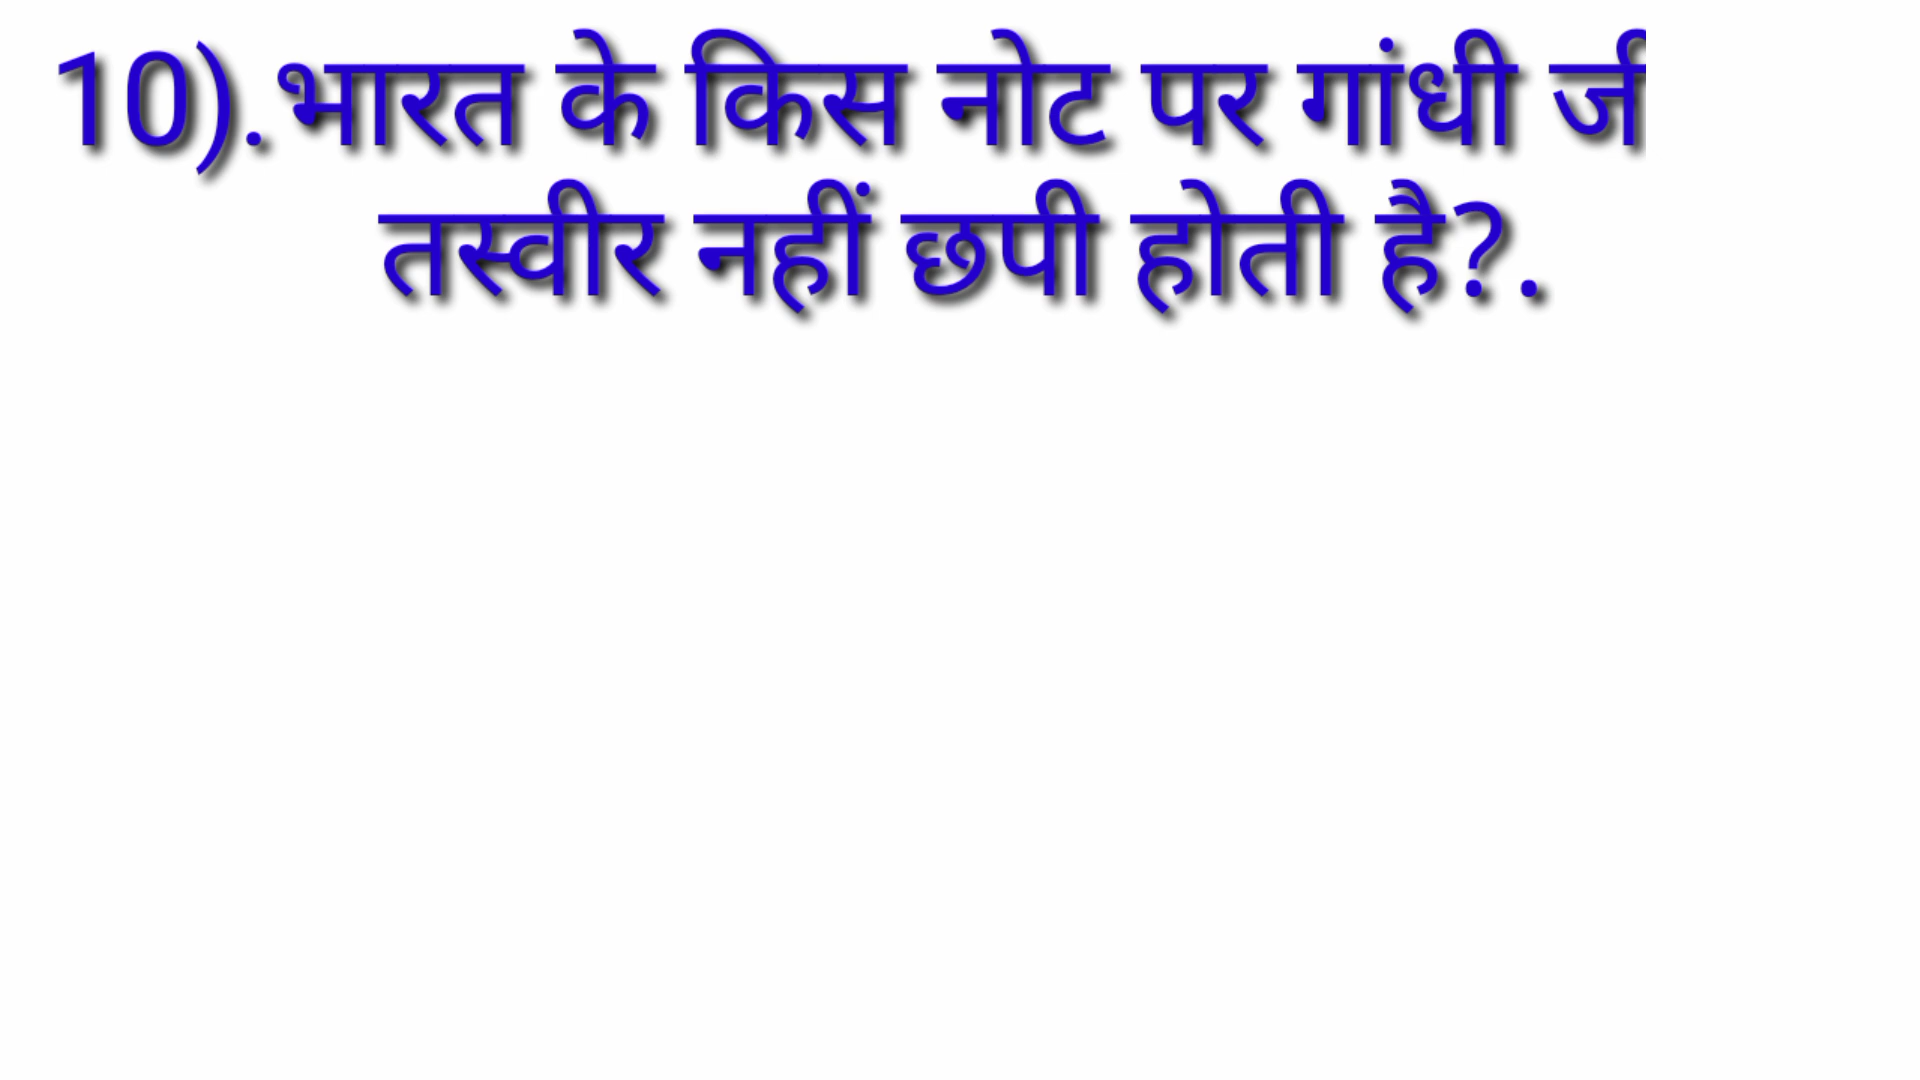 10).भारत के किस नोट पर गांधी जी
तस्वीर नहीं छपी होती है?.